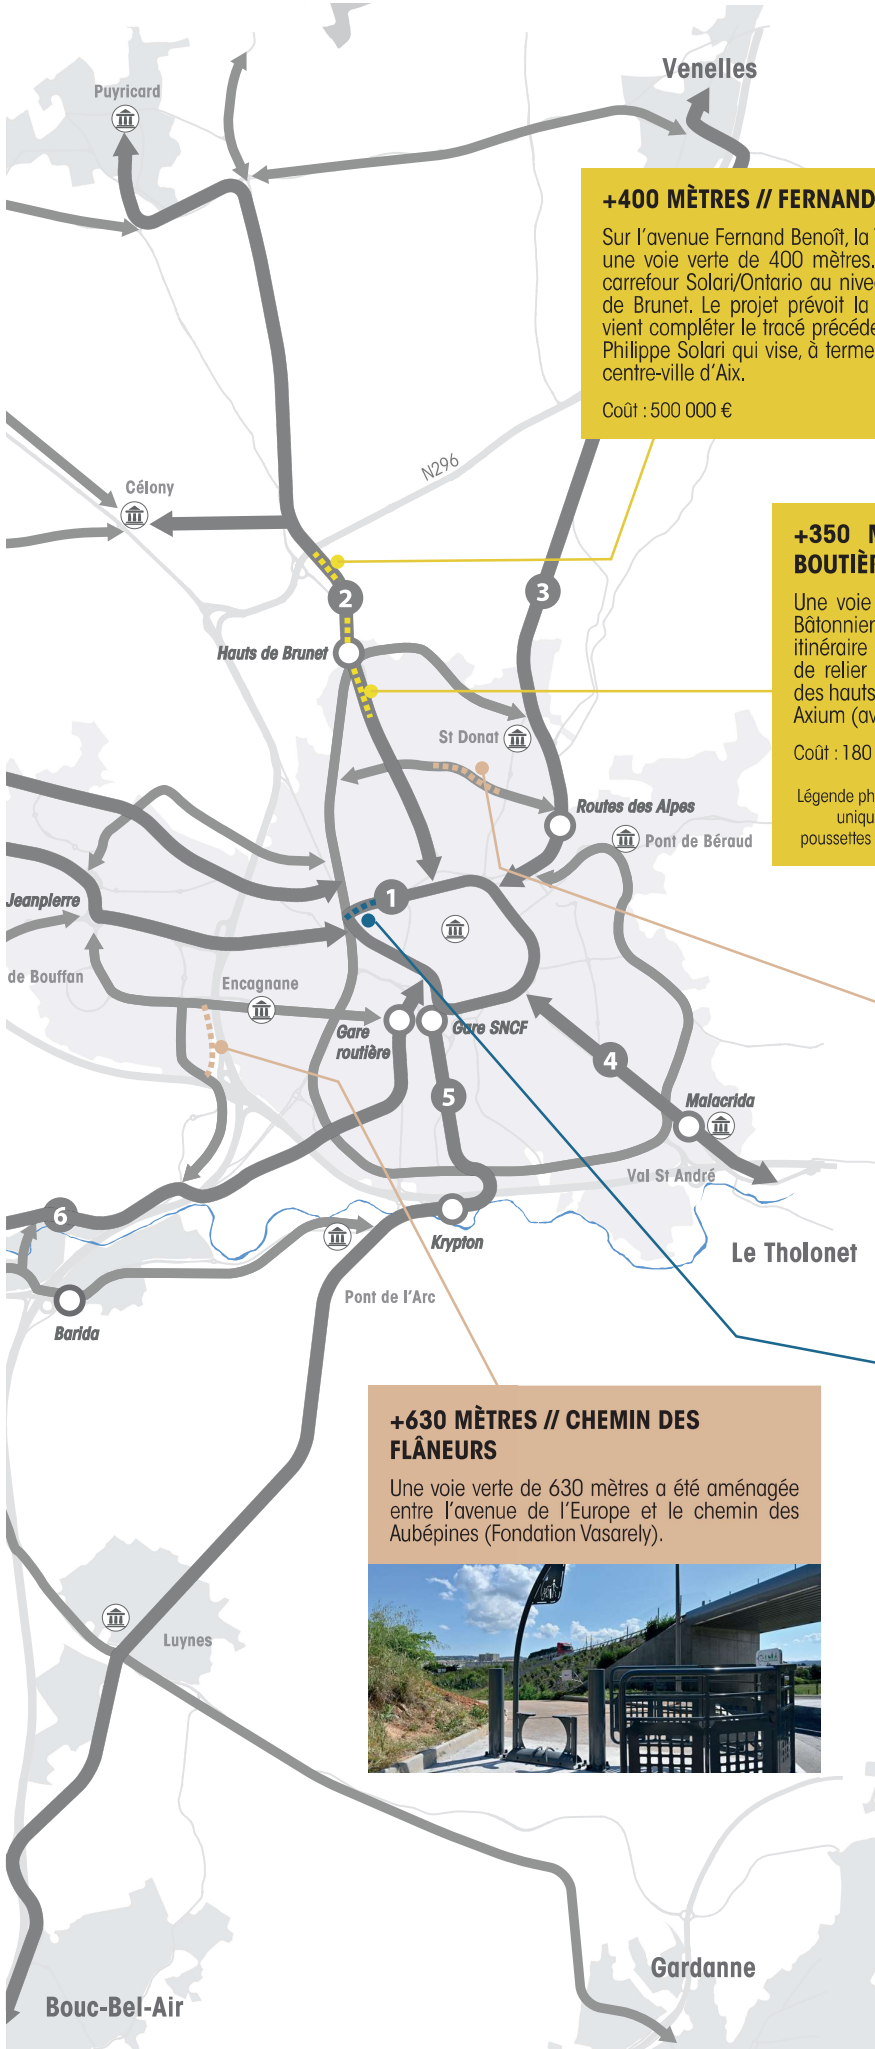 Venelles
Puyricard
+400 MÈTRES // FERNAND
Sur l'avenue Fernand Benoît, la
une voie verte de 400 mètres.
carrefour Solari/Ontario au nive
de Brunet. Le projet prévoit la
vient compléter le tracé précéde
Philippe Solari qui vise, à terme
centre-ville d'Aix.
Coût : 500 000 €
N296
Célony
+350 M
BOUTIÈR
Une voie
Bâtonnier
itinéraire
de relier
des hauts
Axium (av
Coût : 180
Légende ph
uniqu
poussettes
2
3
Hauts de Brunet
St Donat
Routes des Alpes
Pont de Béraud
1
Jeanpierre
de Bouffan
Encagnane
Gare
routière
Gare SNCF
4
5
Malacrida
Val St André
6
Krypton
Le Tholonet
Pont de l'Arc
Barida
+630 MÈTRES // CHEMIN DES
FLÂNEURS
Une voie verte de 630 mètres a été aménagée
entre l'avenue de l'Europe et le chemin des
Aubépines (Fondation Vasarely).
Luynes
Gardanne
Bouc-Bel-Air